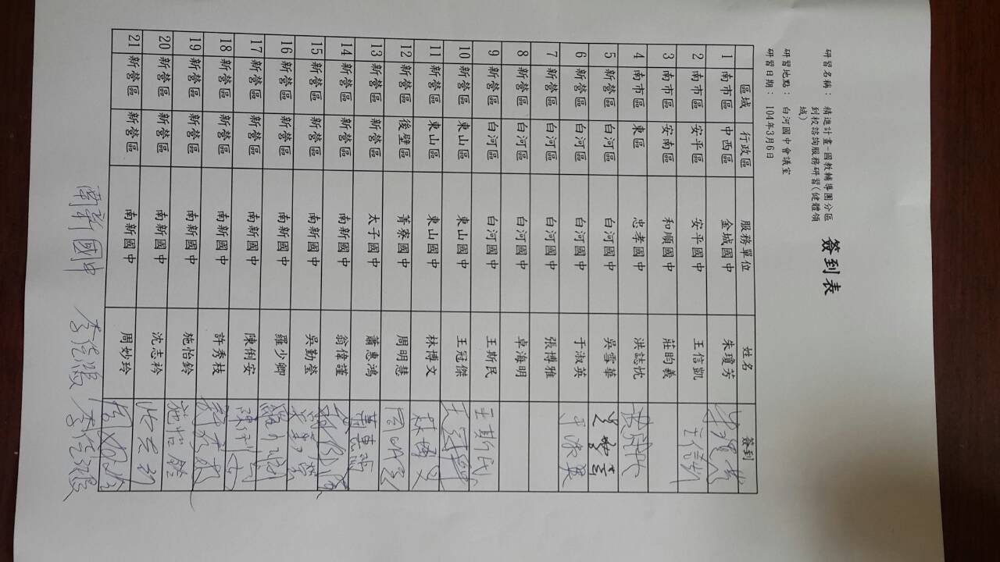 簽到表
研習名稱： 精進計畫-國教輔導團分區
到校諮詢服務研習(健體領
域)
研習地點： 白河國中會議室
研習日期： 104年3月6日
區域 行政區 服務單位 姓名 簽到
1 南市區 中西區 金城國中 朱瓊芳 朱瓊芳
2 南市區 安平區 安平國中 王信凱 王信凱
3 南市區 安南區 和順國中 莊昀羲
4 南市區 東區 忠孝國中 洪誌忱 洪誌忱
5 新營區 白河區 白河國中 吳雪華 吳雪華
6 新營區 白河區 白河國中 于淑英 于淑英
7 新營區 白河區 白河國中 張博雅
8 新營區 白河區 白河國中 卓海明
9 新營區 白河區 白河國中 王斯民 王斯民
10 新營區 東山區 東山國中 王冠傑 王冠傑
11 新營區 東山區 東山國中 林博文 林博文
12 新營區 後壁區 菁寮國中 周明慧 周明慧
13 新營區 新營區 太子國中 蕭惠鴻 蕭惠鴻
14 新營區 新營區 南新國中 翁偉謹 翁偉謹
15 新營區 新營區 南新國中 吳勤瑩 吳勤瑩
16 新營區 新營區 南新國中 羅少卿 羅少卿
17 新營區 新營區 南新國中 陳俐安 陳俐安
18 新營區 新營區 南新國中 許秀枝 許秀枝
19 新營區 新營區 南新國中 施怡鈴 施怡鈴
20 新營區 新營區 南新國中 沈志衿 沈志衿
21 新營區 新營區 南新國中 周妙玲 周妙玲
南新國中